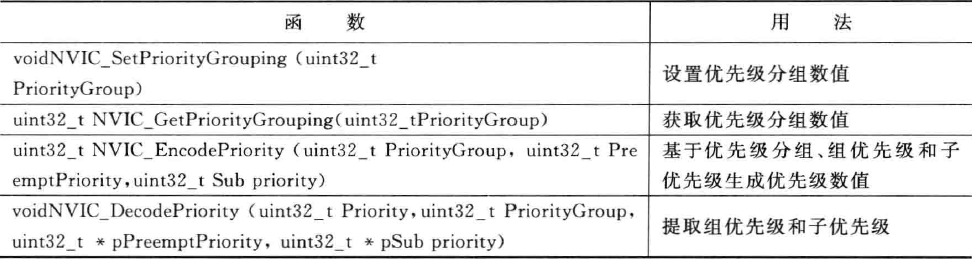 函 数 用 法
voidNVIC_SetPriorityGrouping (uint32_t
PriorityGroup)
设置优先级分组数值
uint32_t NVIC_GetPriorityGrouping(uint32_tPriorityGroup) 获取优先级分组数值
uint32_t NVIC_EncodePriority (uint32_t PriorityGroup, uint32_t Pre
emptPriority,uint32_t Sub priority)
基于优先级分组、组优先级和子
优先级生成优先级数值
voidNVIC_DecodePriority (uint32_t Priority,uint32_t PriorityGroup,
uint32_t * pPreemptPriority, uint32_t * pSub priority)
提取组优先级和子优先级